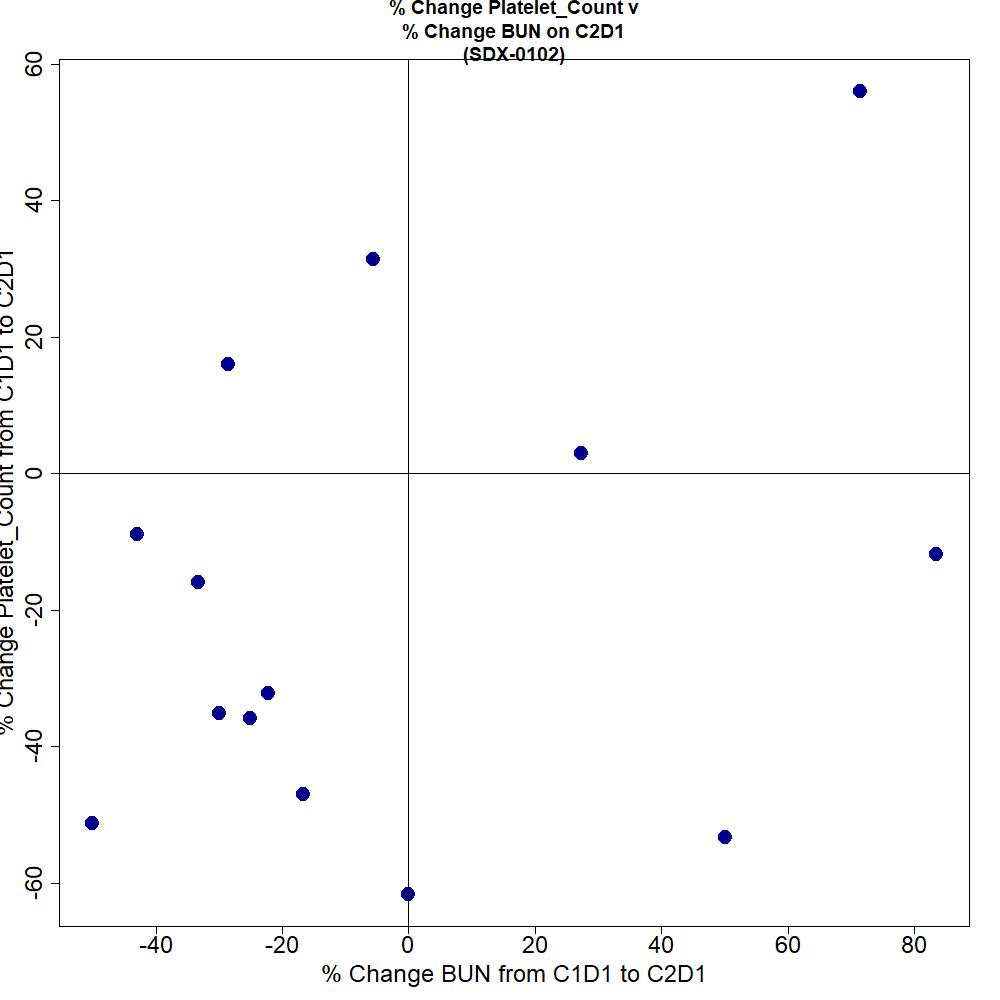 % Change Platelet_Count v
% Change BUN on C2D1
(SDX-0102)
% Change Platelet_Count from C1D1 to C2D1
60
40
20
0
-20
-40
-60
-40
-20
0
20
40
60
80
% Change BUN from C1D1 to C2D1